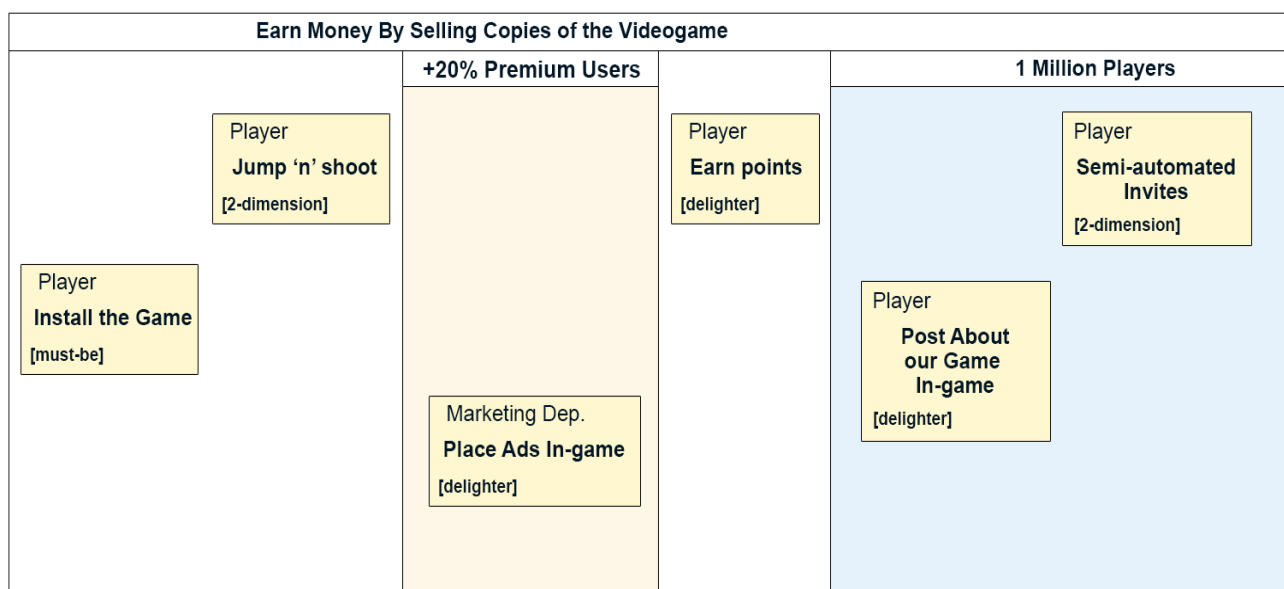 Earn Money By Selling Copies of the Videogame
+20% Premium Users
1 Million Players
Player
Jump ‘n’ shoot
[2-dimension]
Player
Earn points
[delighter]
Player
Semi-automated
Invites
[2-dimension]
Player
Install the Game
[must-be]
Player
Post About
our Game
In-game
[delighter]
Marketing Dep.
Place Ads In-game
[delighter]